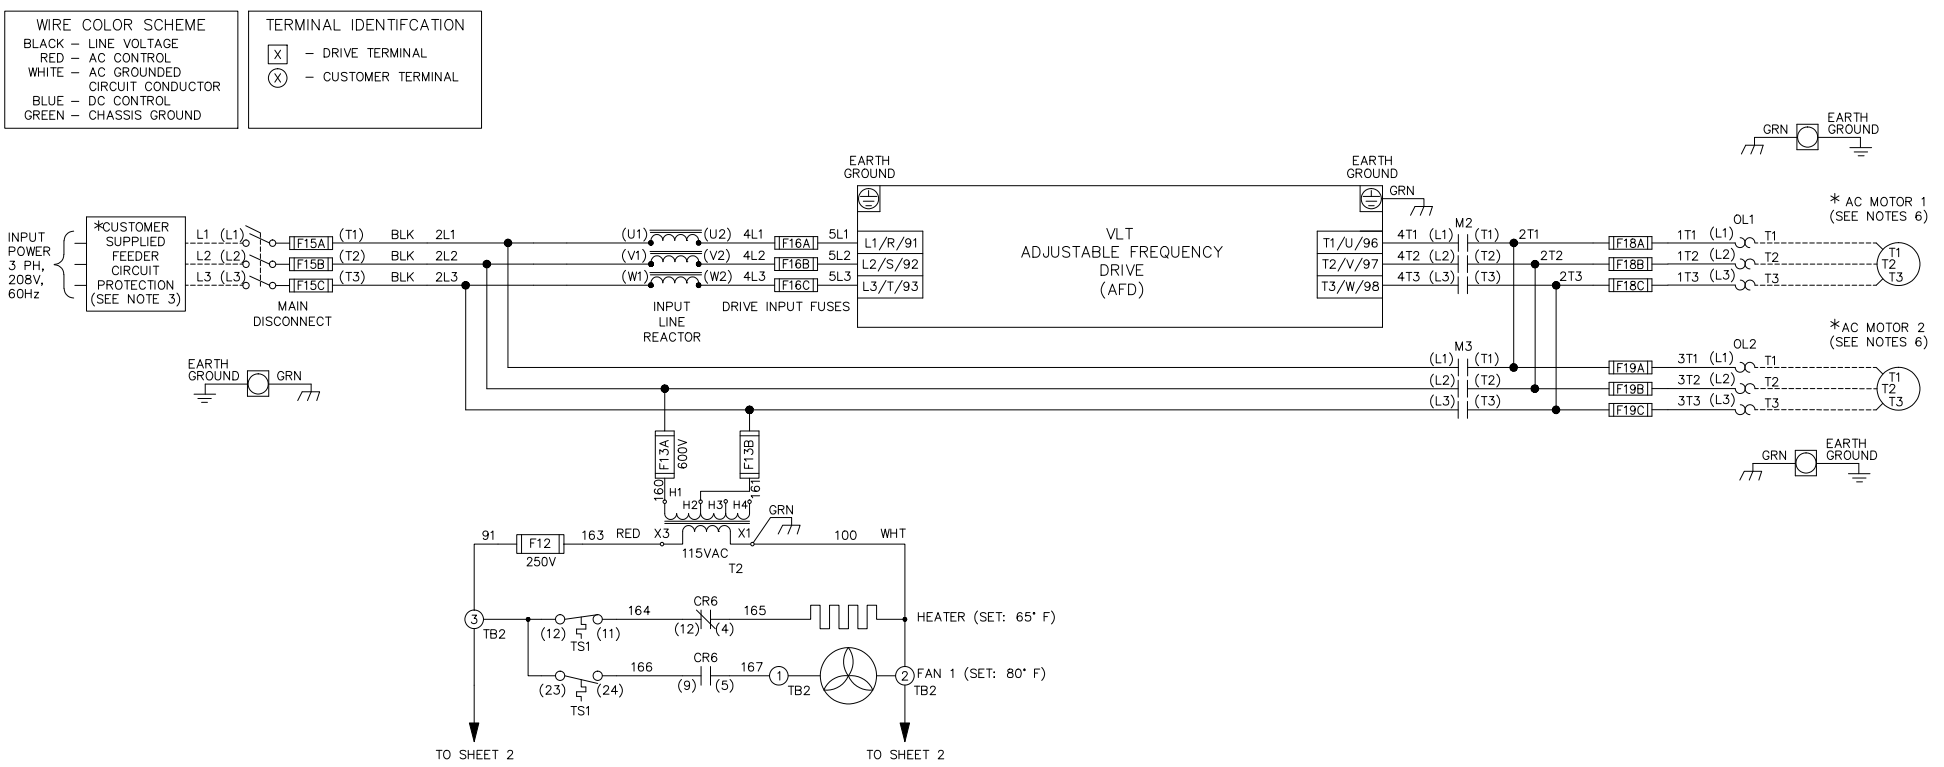 WIRE COLOR SCHEME
BLACK – LINE VOLTAGE
RED – AC CONTROL
WHITE – AC GROUNDED
CIRCUIT CONDUCTOR
BLUE – DC CONTROL
GREEN – CHASSIS GROUND
TERMINAL IDENTIFCATION
X – DRIVE TERMINAL
X – CUSTOMER TERMINAL
GRN
EARTH
GROUND
EARTH
GROUND
EARTH
GROUND
GRN
INPUT
POWER
3 PH,
208V,
60Hz
*CUSTOMER
SUPPLIED
FEEDER
CIRCUIT
PROTECTION
(SEE NOTE 3)
L1 (L1) F15A (T1) BLK 2L1 (U1) (U2) 4L1 F16A 5L1 L1/R/91
L2 (L2) F15B (T2) BLK 2L2 (V1) (V2) 4L2 F16B 5L2 L2/S/92
L3 (L3) F15C (T3) BLK 2L3 (W1) (W2) 4L3 F16C 5L3 L3/T/93
MAIN
DISCONNECT
INPUT
LINE
REACTOR
DRIVE INPUT FUSES
VLT
ADJUSTABLE FREQUENCY
DRIVE
(AFD)
M2
OL1
* AC MOTOR 1
(SEE NOTES 6)
T1/U/96 4T1 (L1) (T1) 2T1 F18A 1T1 (L1) T1
T2/V/97 4T2 (L2) (T2) 2T2 F18B 1T2 (L2) T2
T3/W/98 4T3 (L3) (T3) 2T3 F18C 1T3 (L3) T3
T1
T2
T3
EARTH
GROUND GRN
M3
OL2
* AC MOTOR 2
(SEE NOTES 6)
(L1) (T1) F19A 3T1 (L1) T1
(L2) (T2) F19B 3T2 (L2) T2
(L3) (T3) F19C 3T3 (L3) T3
T1
T2
T3
GRN
EARTH
GROUND
F13A
600V
F13B
160
161
H1
H2 H3 H4
GRN
91 F12 163 RED X3 X1 100 WHT
250V
115VAC
T2
3
TB2
(12) (11)
TS1
164
CR6
(12) (4)
165
HEATER (SET: 65° F)
(23) (24)
TS1
166
CR6
(9) (5)
167
1
TB2
2
TB2
FAN 1 (SET: 80° F)
TO SHEET 2
TO SHEET 2